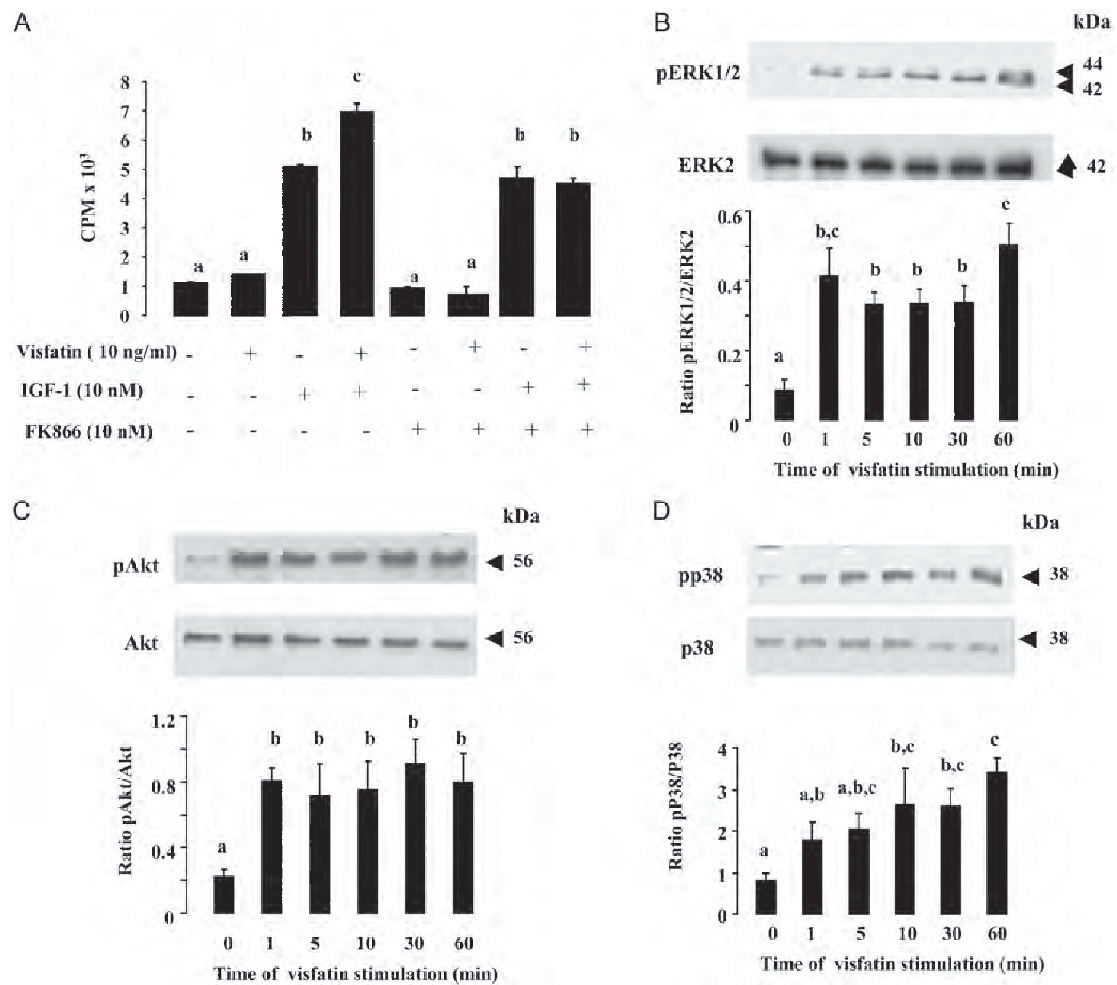 A
CPM x 10³
8
7
6
5
4
3
2
1
0
a a b c a a b b
Visfatin ( 10 ng/ml) - + - + - + - +
IGF-1 (10 nM) - - + + - - + +
FK866 (10 nM) - - - - + + + +
B
kDa
pERK1/2
44
42
ERK2
42
Ratio pERK1/2/ERK2
0.6
0.4
0.2
0
a b,c b b b c
0 1 5 10 30 60
Time of visfatin stimulation (min)
C
kDa
pAkt
56
Akt
56
Ratio pAkt/Akt
1.2
0.8
0.4
0
a b b b b b
0 1 5 10 30 60
Time of visfatin stimulation (min)
D
kDa
pp38
38
p38
38
Ratio pP38/P38
4
3
2
1
0
a a,b a,b,c b,c b,c c
0 1 5 10 30 60
Time of visfatin stimulation (min)